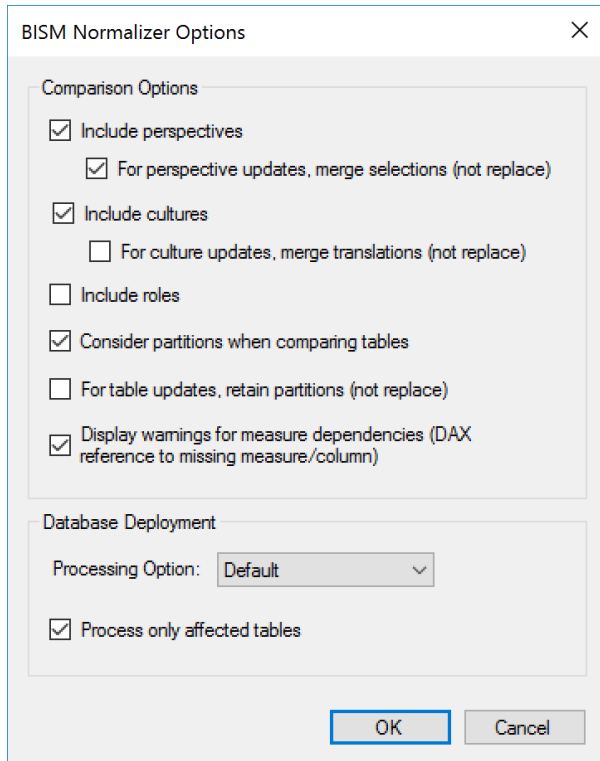 BISM Normalizer Options
Comparison Options
Include perspectives
For perspective updates, merge selections (not replace)
Include cultures
For culture updates, merge translations (not replace)
Include roles
Consider partitions when comparing tables
For table updates, retain partitions (not replace)
Display warnings for measure dependencies (DAX
reference to missing measure/column)
Database Deployment
Processing Option: Default
Process only affected tables
OK Cancel